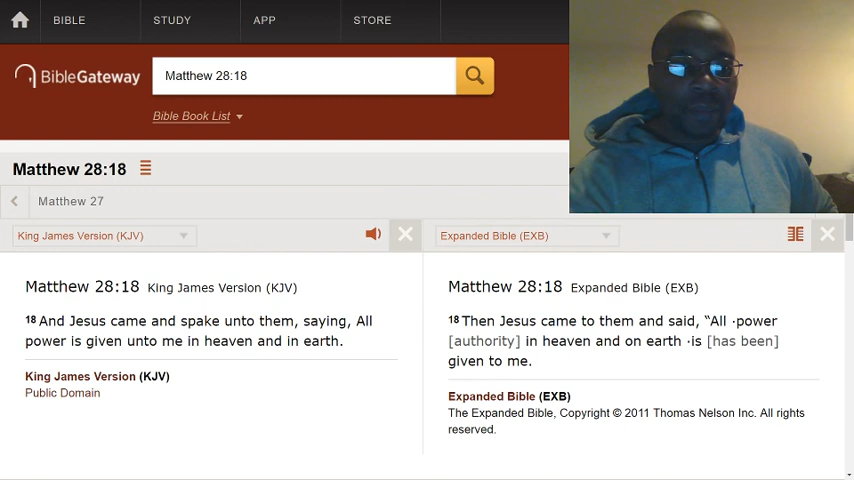 BIBLE STUDY APP STORE
BibleGateway
Matthew 28:18
Bible Book List
Matthew 28:18
Matthew 27
King James Version (KJV)
Matthew 28:18 King James Version (KJV)
18 And Jesus came and spake unto them, saying, All
power is given unto me in heaven and in earth.
King James Version (KJV)
Public Domain
Expanded Bible (EXB)
Matthew 28:18 Expanded Bible (EXB)
18 Then Jesus came to them and said, “All ·power
[authority] in heaven and on earth ·is [has been]
given to me.
Expanded Bible (EXB)
The Expanded Bible, Copyright © 2011 Thomas Nelson Inc. All rights
reserved.